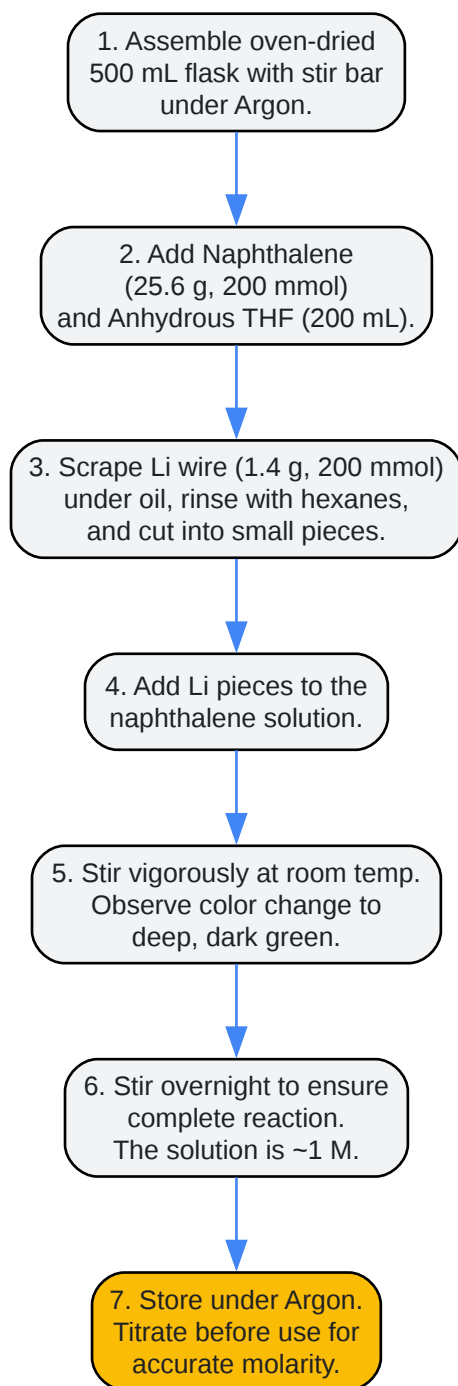 1. Assemble oven-dried
500 mL flask with stir bar
under Argon.
2. Add Naphthalene
(25.6 g, 200 mmol)
and Anhydrous THF (200 mL).
3. Scrape Li wire (1.4 g, 200 mmol)
under oil, rinse with hexanes,
and cut into small pieces.
4. Add Li pieces to the
naphthalene solution.
5. Stir vigorously at room temp.
Observe color change to
deep, dark green.
6. Stir overnight to ensure
complete reaction.
The solution is ~1 M.
7. Store under Argon.
Titrate before use for
accurate molarity.